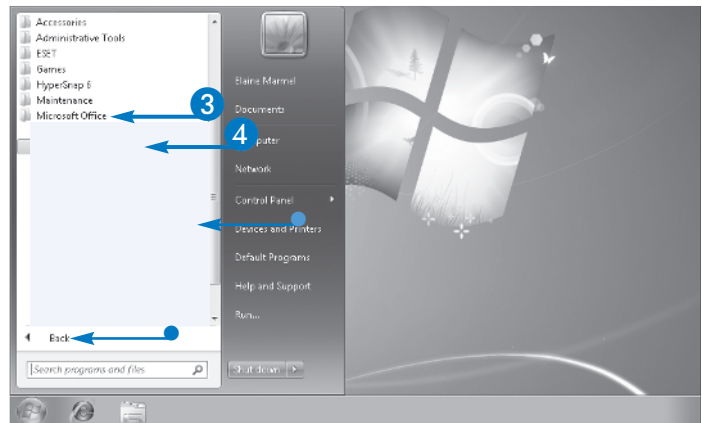 Accessories
Administrative Tools
ESET
Games
HyperSnap 6
Maintenance
Microsoft Office
3
4
Back
Search programs and files
Elaine Marmel
Documents
puter
Network
Control Panel
Devices and Printers
Default Programs
Help and Support
Run...
Shut down